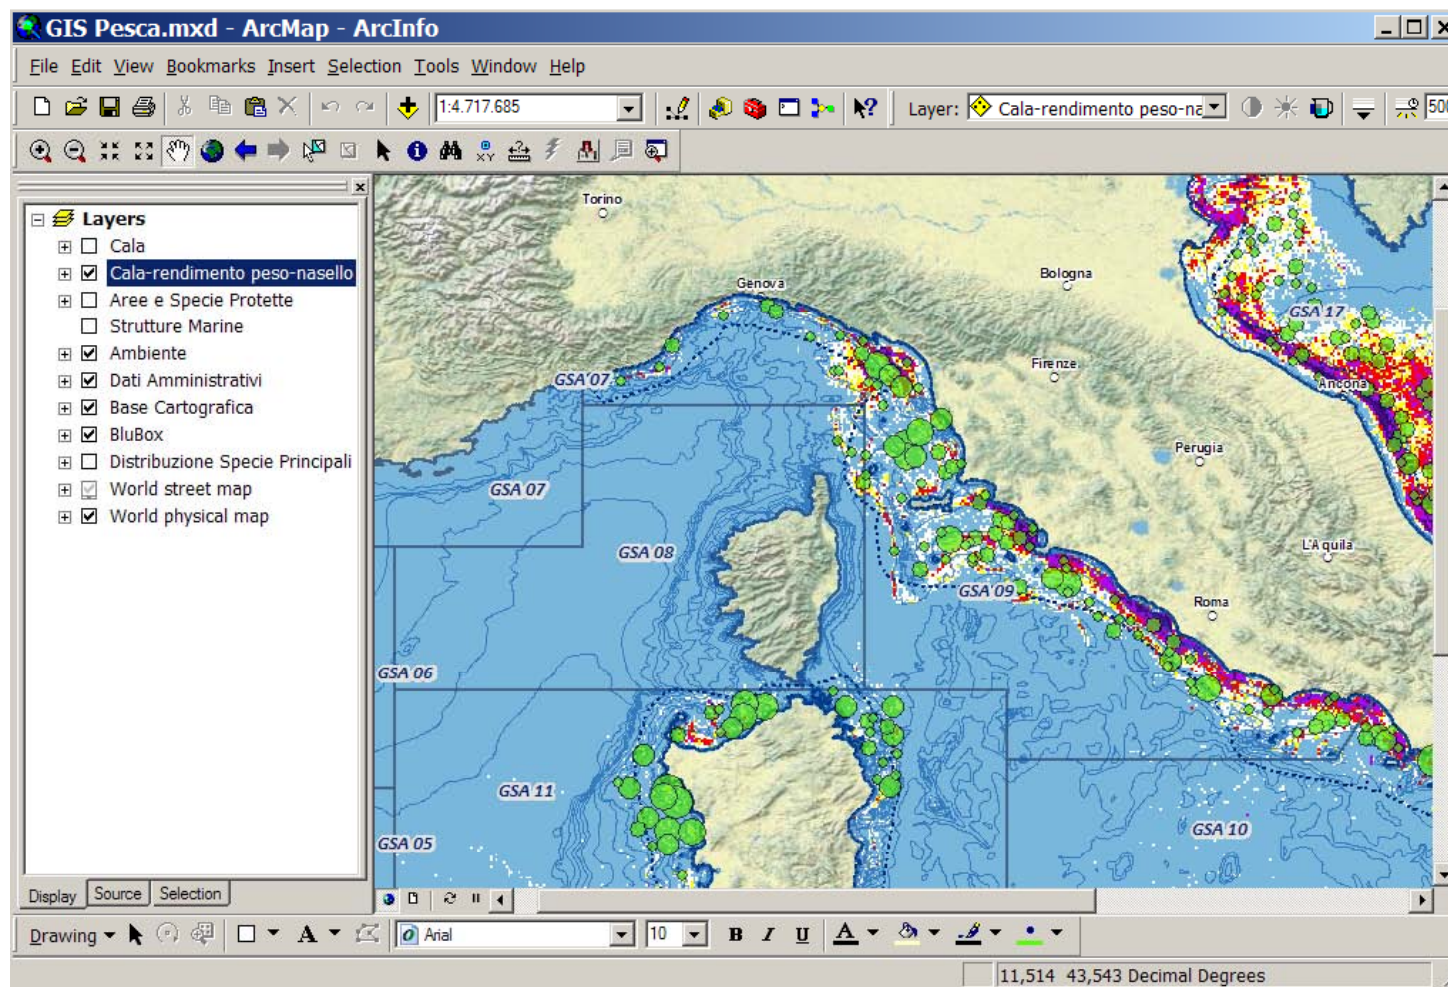 GIS Pesca.mxd - ArcMap - ArcInfo
File Edit View Bookmarks Insert Selection Tools Window Help
1:4.717.685
Layer: Cala-rendimento peso-na
500
XY
Layers
Cala
Cala-rendimento peso-nasello
Aree e Specie Protette
Strutture Marine
Ambiente
Dati Amministrativi
Base Cartografica
BluBox
Distribuzione Specie Principali
World street map
World physical map
Torino
Genova
Bologna
GSA 17
Firenze
GSA 07
Ancona
Perugia
GSA 07
GSA 08
L'Aquila
GSA 09
Roma
GSA 06
GSA 11
GSA 10
GSA 05
Display Source Selection
Drawing A Arial 10 B I U A
11,514 43,543 Decimal Degrees